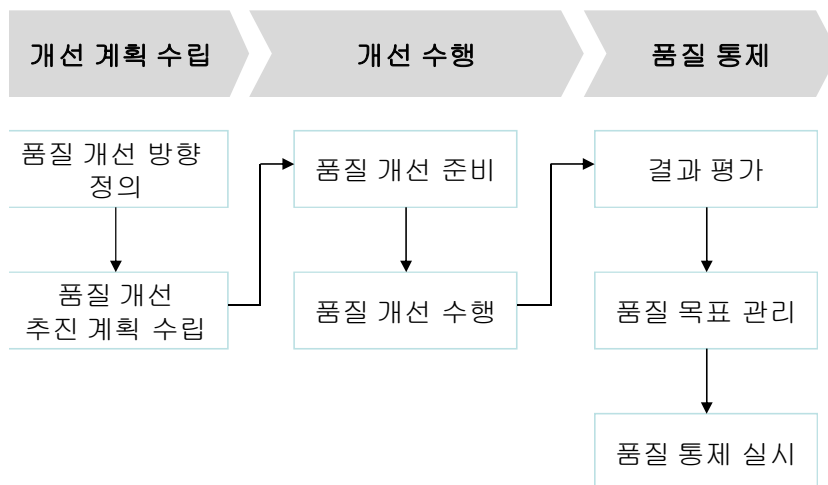 개선 계획 수립
개선 수행
품질 통제
품질 개선 방향
정의
품질 개선
추진 계획 수립
품질 개선 준비
품질 개선 수행
결과 평가
품질 목표 관리
품질 통제 실시